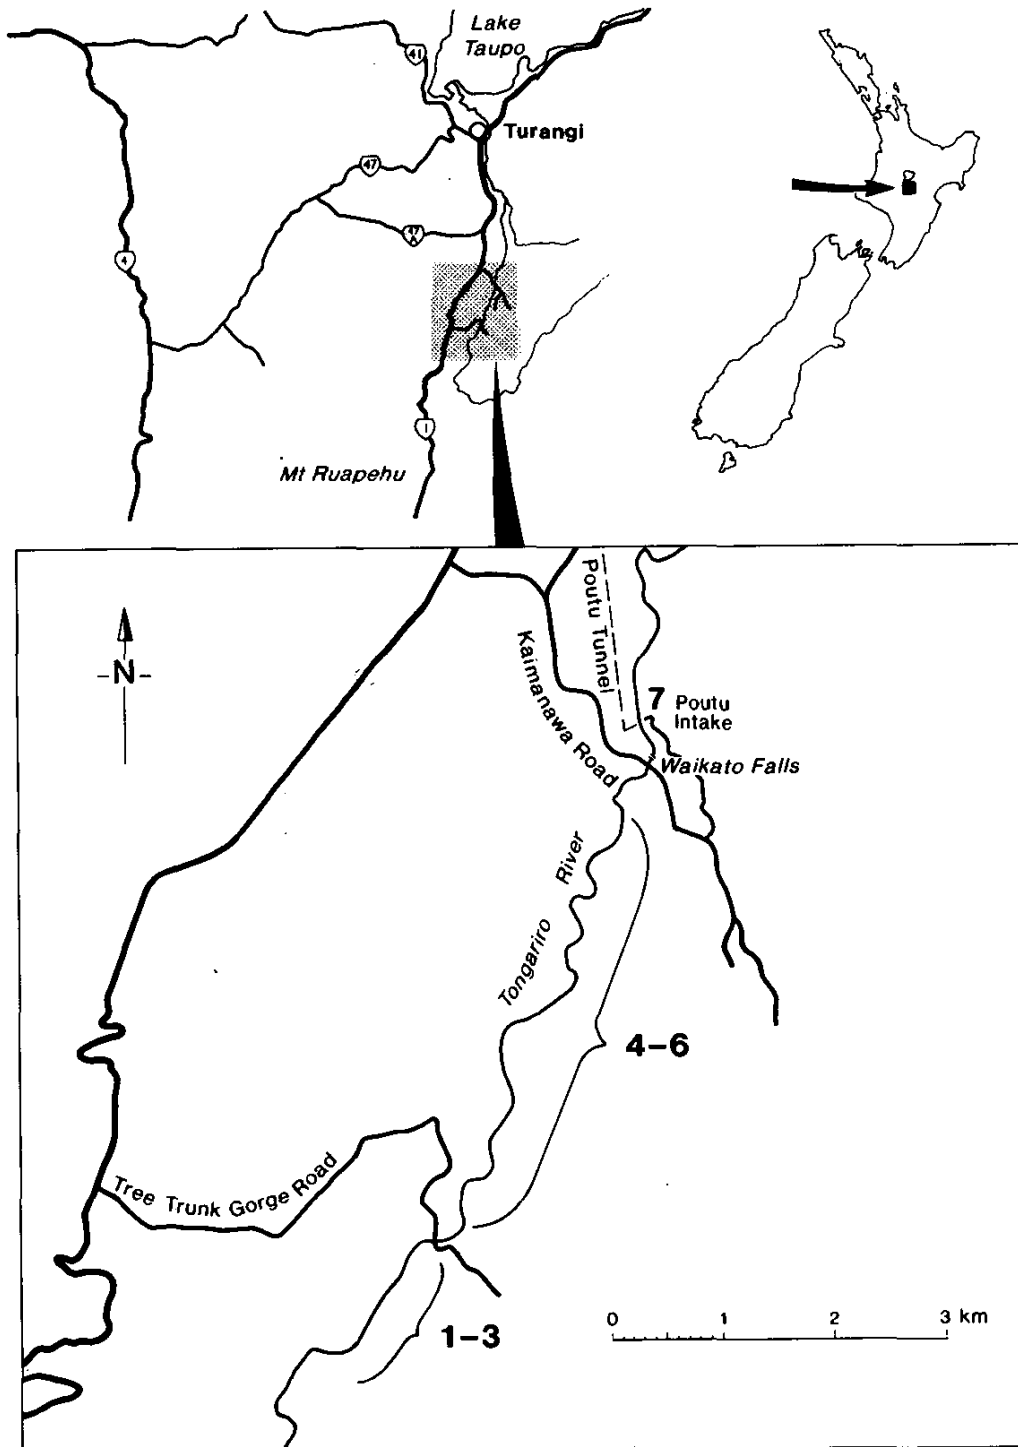 Lake
Taupo
41
Turangi
47
47
A
4
1
Mt Ruapehu
-N-
Poutu Tunnel
Kaimanawa Road
7 Poutu
Intake
Waikato Falls
Tongariro River
4-6
Tree Trunk Gorge Road
1-3
0 1 2 3 km